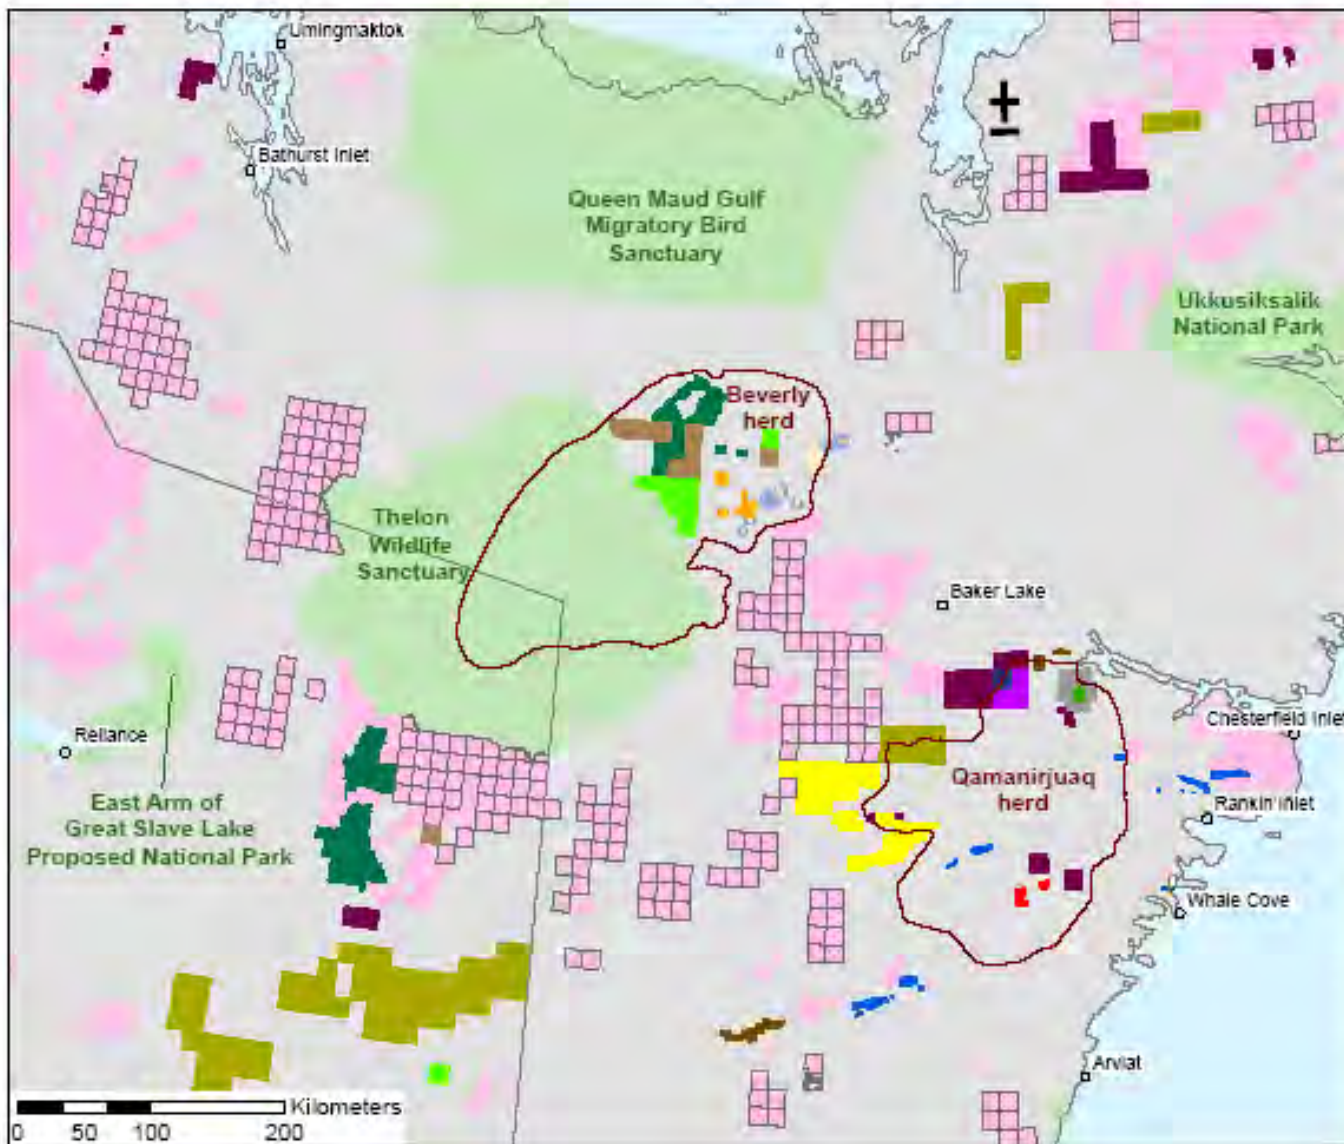 Umingmaktok
Bathurst Inlet
Queen Maud Gulf
Migratory Bird
Sanctuary
Ukkusiksalik
National Park
Beverly
herd
Thelon
Wildlife
Sanctuary
Baker Lake
Reliance
Chesterfield Inlet
East Arm of
Great Slave Lake
Proposed National Park
Qamanirjuaq
herd
Rankin Inlet
Whale Cove
Arviat
Kilometers
0 50 100 200